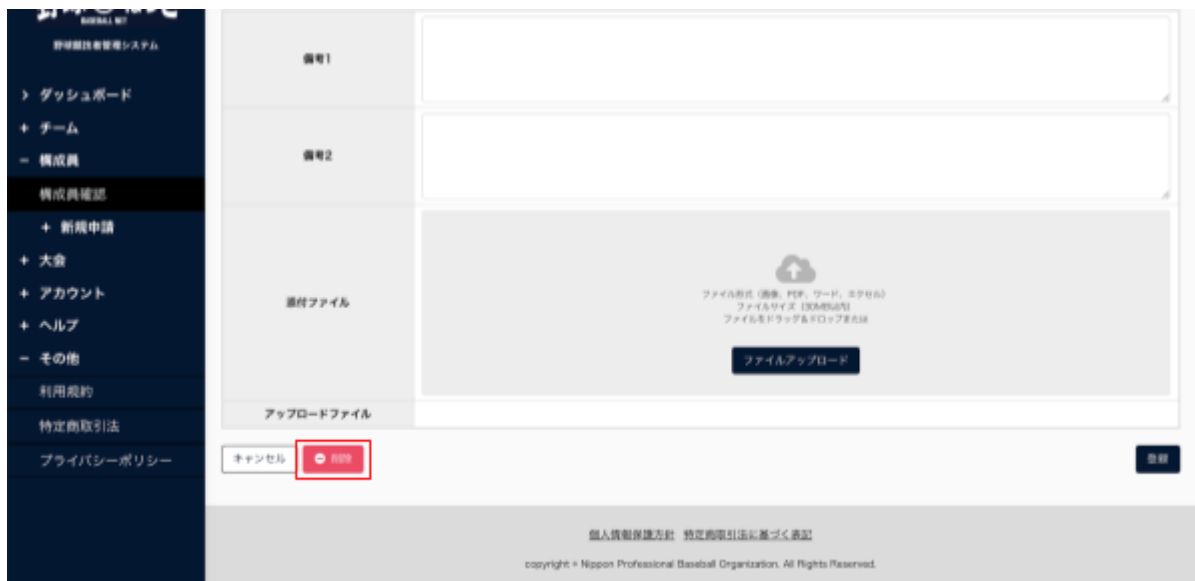 BASEBALL NET
野球競技者管理システム
> ダッシュボード
+ チーム
− 構成員
構成員確認
+ 新規申請
+ 大会
+ アカウント
+ ヘルプ
− その他
利用規約
特定商取引法
プライバシーポリシー
備考1
備考2
添付ファイル
ファイル形式（画像、PDF、ワード、エクセル）
ファイルサイズ（30MB以内）
ファイルをドラッグ＆ドロップまたは
ファイルアップロード
アップロードファイル
キャンセル
削除
登録
個人情報保護方針 特定商取引法に基づく表記
copyright © Nippon Professional Baseball Organization. All Rights Reserved.